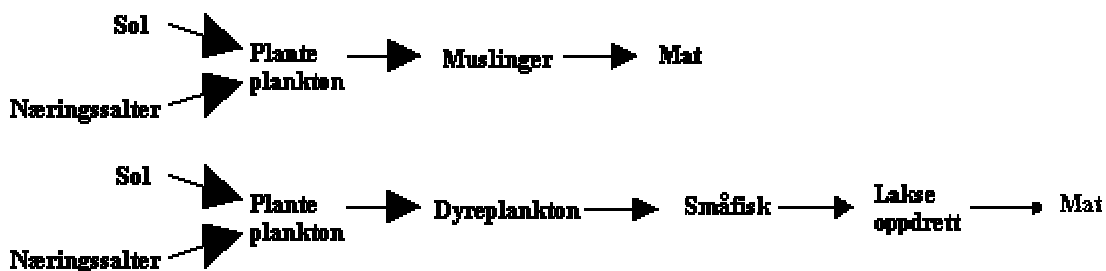 Sol
Plante
plankton
Muslinger
Mat
Næringssalter
Sol
Plante
plankton
Dyreplankton
Småfisk
Lakse
oppdrett
Mat
Næringssalter